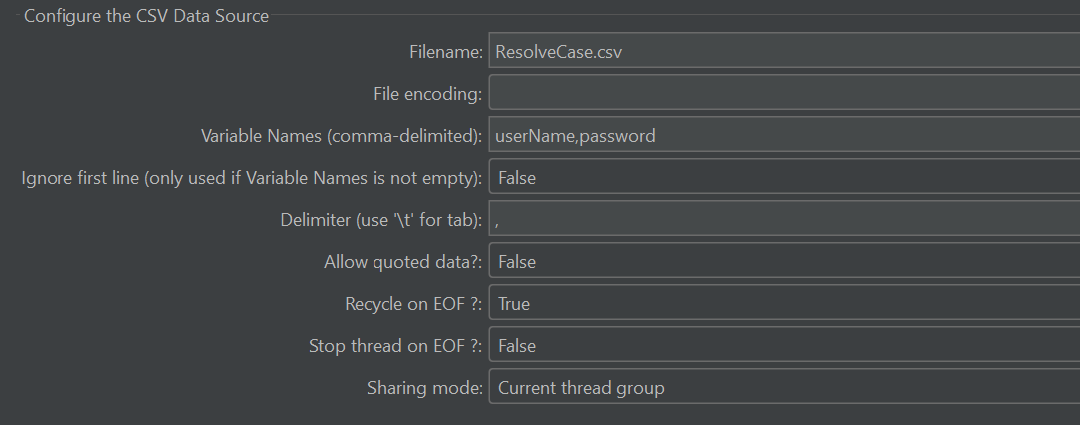 Configure the CSV Data Source
Filename: ResolveCase.csv
File encoding:
Variable Names (comma-delimited): userName,password
Ignore first line (only used if Variable Names is not empty): False
Delimiter (use '\t' for tab): ,
Allow quoted data?: False
Recycle on EOF ?: True
Stop thread on EOF ?: False
Sharing mode: Current thread group